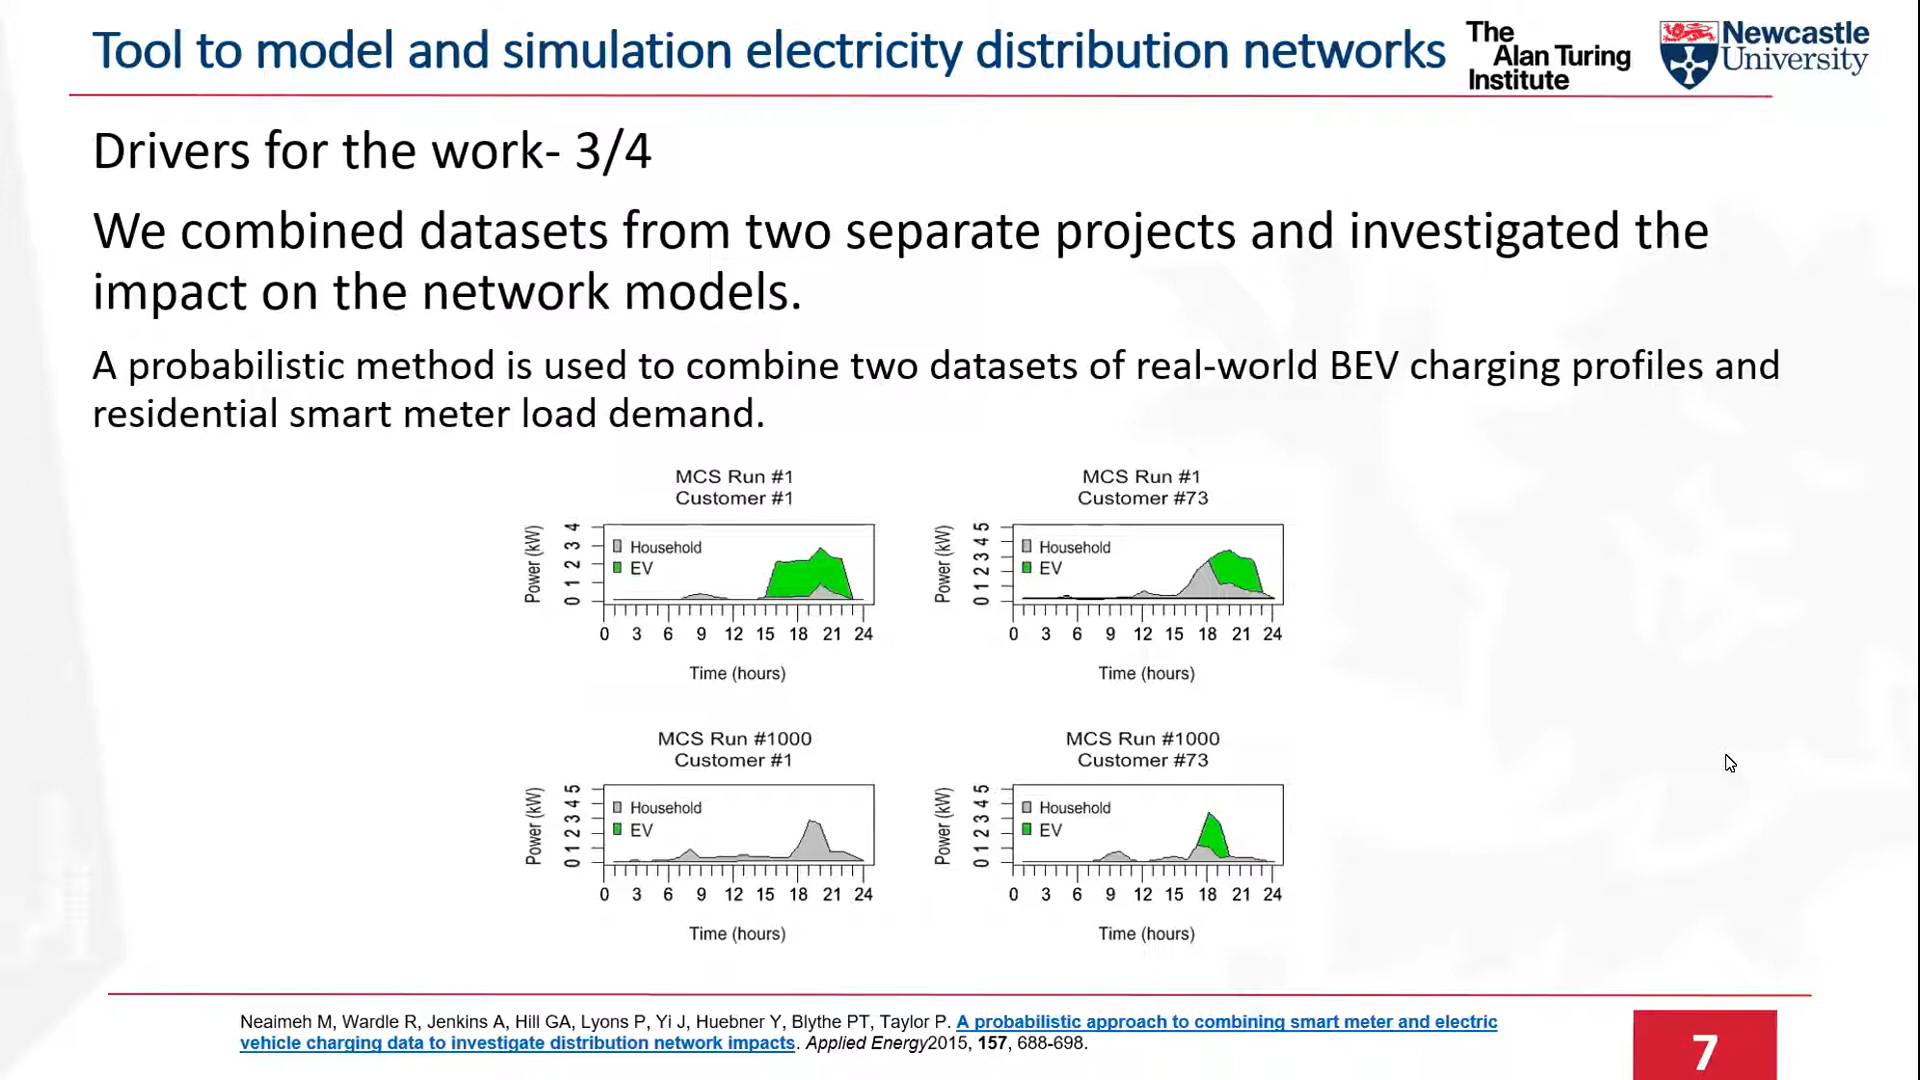 Tool to model and simulation electricity distribution networks
The
Alan Turing
Institute
Newcastle
University
Drivers for the work- 3/4
We combined datasets from two separate projects and investigated the
impact on the network models.
A probabilistic method is used to combine two datasets of real-world BEV charging profiles and
residential smart meter load demand.
MCS Run #1
Customer #1
Power (kW)
0 1 2 3 4
Household
EV
0 3 6 9 12 15 18 21 24
Time (hours)
MCS Run #1
Customer #73
Power (kW)
0 1 2 3 4 5
Household
EV
0 3 6 9 12 15 18 21 24
Time (hours)
MCS Run #1000
Customer #1
Power (kW)
0 1 2 3 4 5
Household
EV
0 3 6 9 12 15 18 21 24
Time (hours)
MCS Run #1000
Customer #73
Power (kW)
0 1 2 3 4 5
Household
EV
0 3 6 9 12 15 18 21 24
Time (hours)
Neaimeh M, Wardle R, Jenkins A, Hill GA, Lyons P, Yi J, Huebner Y, Blythe PT, Taylor P. A probabilistic approach to combining smart meter and electric
vehicle charging data to investigate distribution network impacts. Applied Energy2015, 157, 688-698.
7